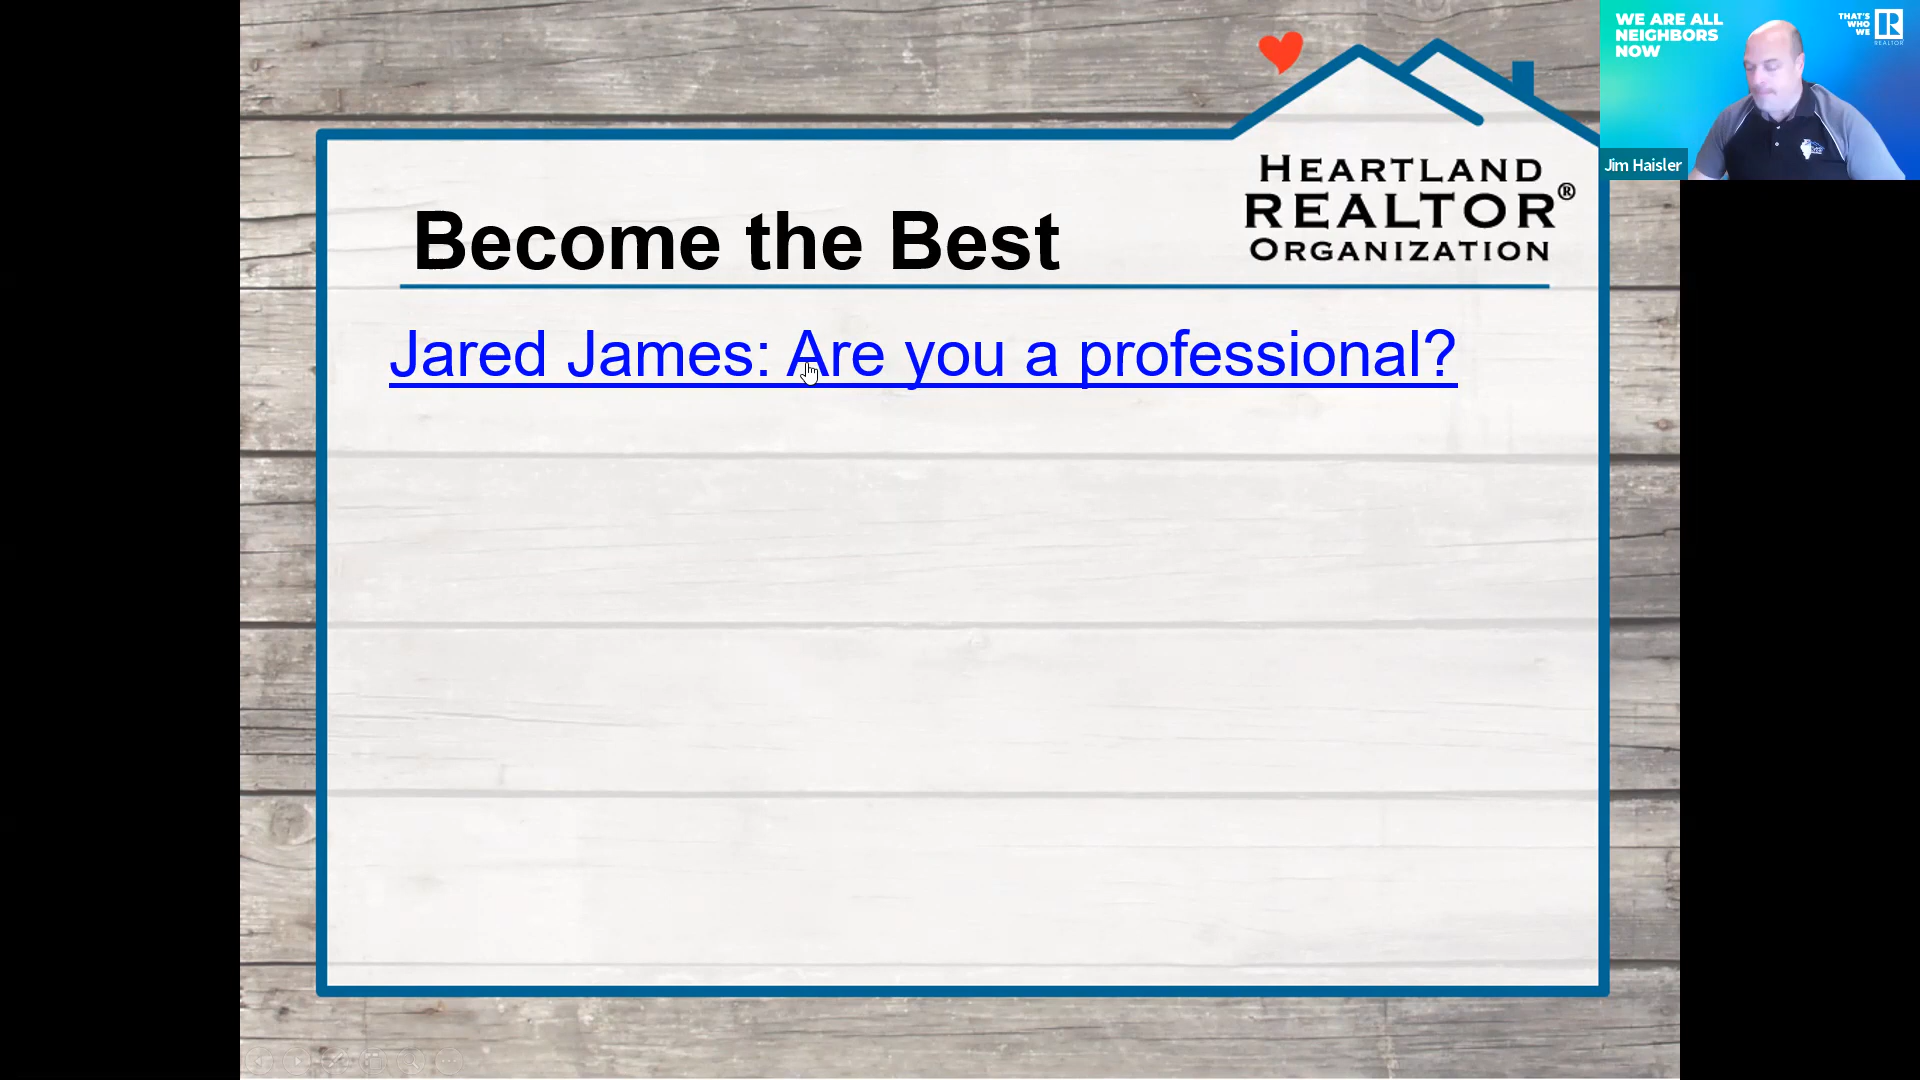 WE ARE ALL
NEIGHBORS
NOW
THAT'S
WHO
WE
REALTOR
Jim Haisler
HEARTLAND
REALTOR®
ORGANIZATION
Become the Best
Jared James: Are you a professional?